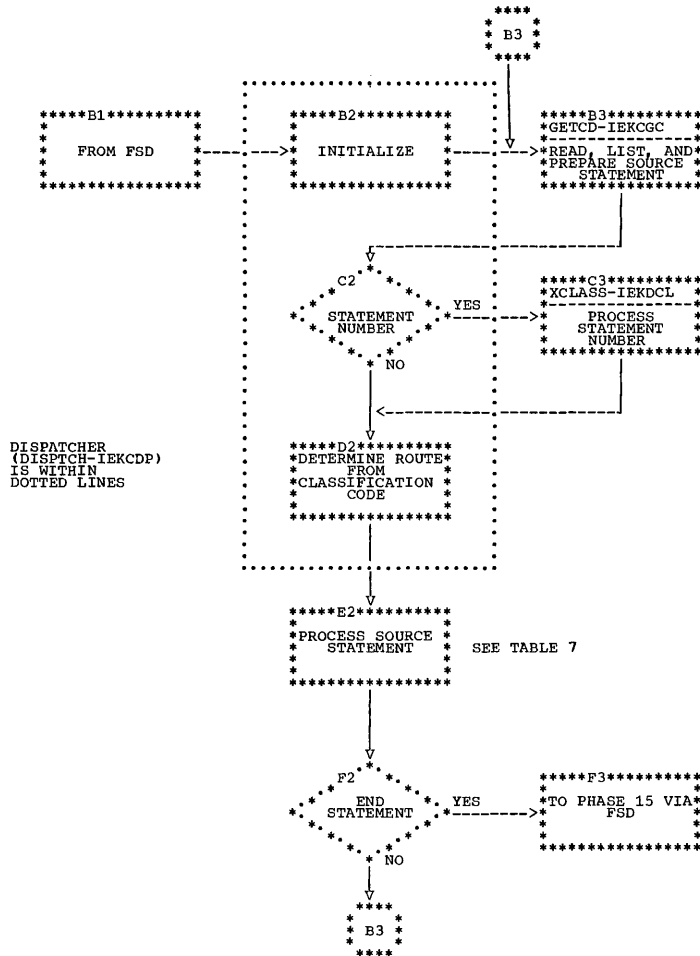 B3
B1
FROM FSD
B2
INITIALIZE
B3
GETCD-IEKCGC
READ, LIST, AND
PREPARE SOURCE
STATEMENT
C2
STATEMENT
NUMBER
YES
NO
C3
XCLASS-IEKDCL
PROCESS
STATEMENT
NUMBER
DISPATCHER
(DISPTCH-IEKCDP)
IS WITHIN
DOTTED LINES
D2
DETERMINE ROUTE
FROM
CLASSIFICATION
CODE
E2
PROCESS SOURCE
STATEMENT
SEE TABLE 7
F2
END
STATEMENT
YES
NO
F3
TO PHASE 15 VIA
FSD
B3